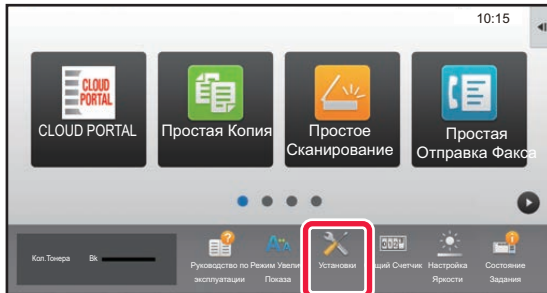 10:15
CLOUD
PORTAL
CLOUD PORTAL
Простая Копия
Простое
Сканирование
Простая
Отправка Факса
Кол.Тонера Bk
Руководство по
эксплуатации
Режим Увели
Показа
Установки
щий Счетчик
Настройка
Яркости
Состояние
Задания